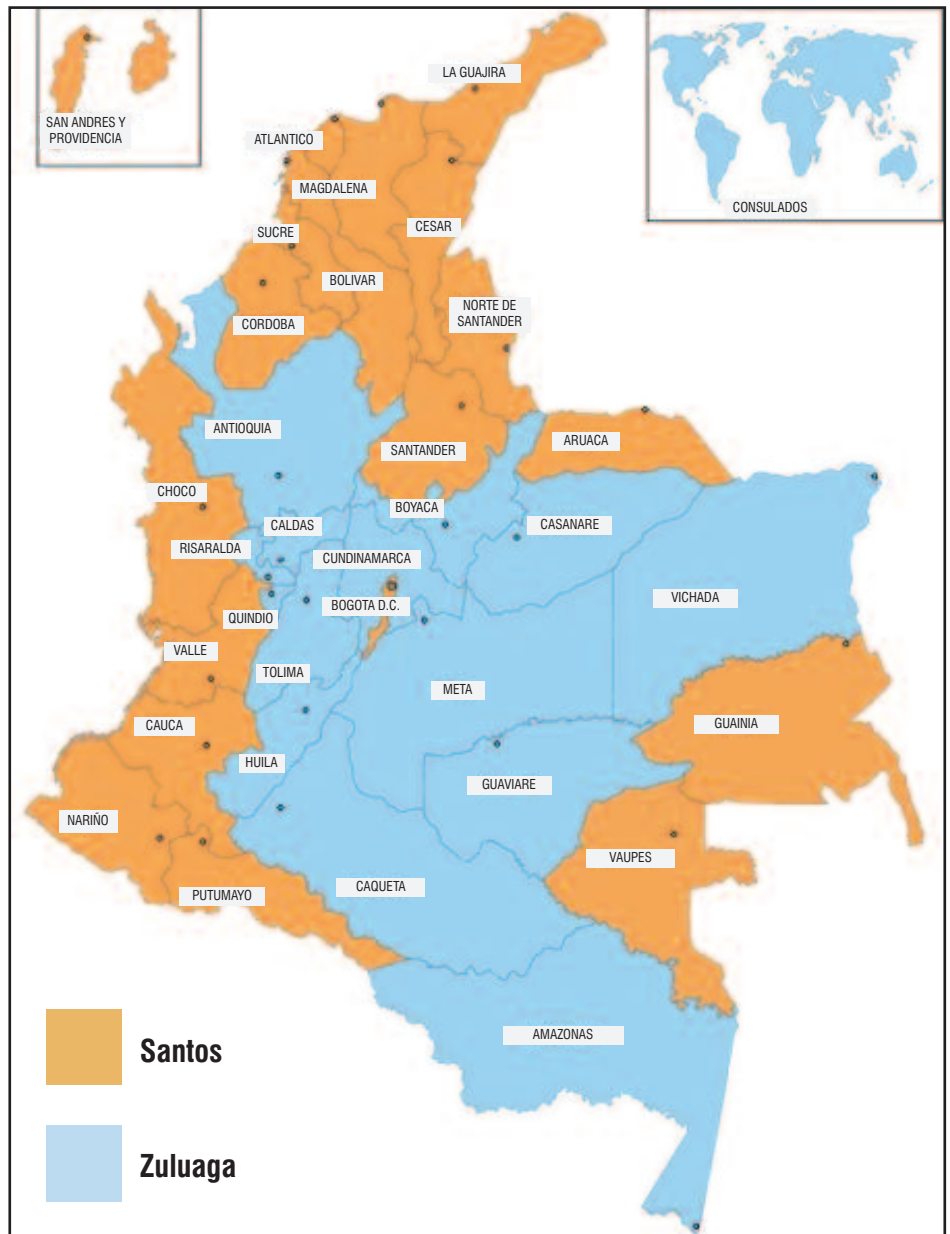 LA GUAJIRA
SAN ANDRES Y
PROVIDENCIA
ATLANTICO
MAGDALENA
CONSULADOS
SUCRE
CESAR
BOLIVAR
NORTE DE
SANTANDER
CORDOBA
ANTIOQUIA
SANTANDER
ARUACA
CHOCO
BOYACA
CALDAS
CASANARE
RISARALDA
CUNDINAMARCA
VICHADA
BOGOTA D.C.
QUINDIO
VALLE
TOLIMA
META
CAUCA
GUAINIA
HUILA
GUAVIARE
NARIÑO
VAUPES
CAQUETA
PUTUMAYO
AMAZONAS
Santos
Zuluaga